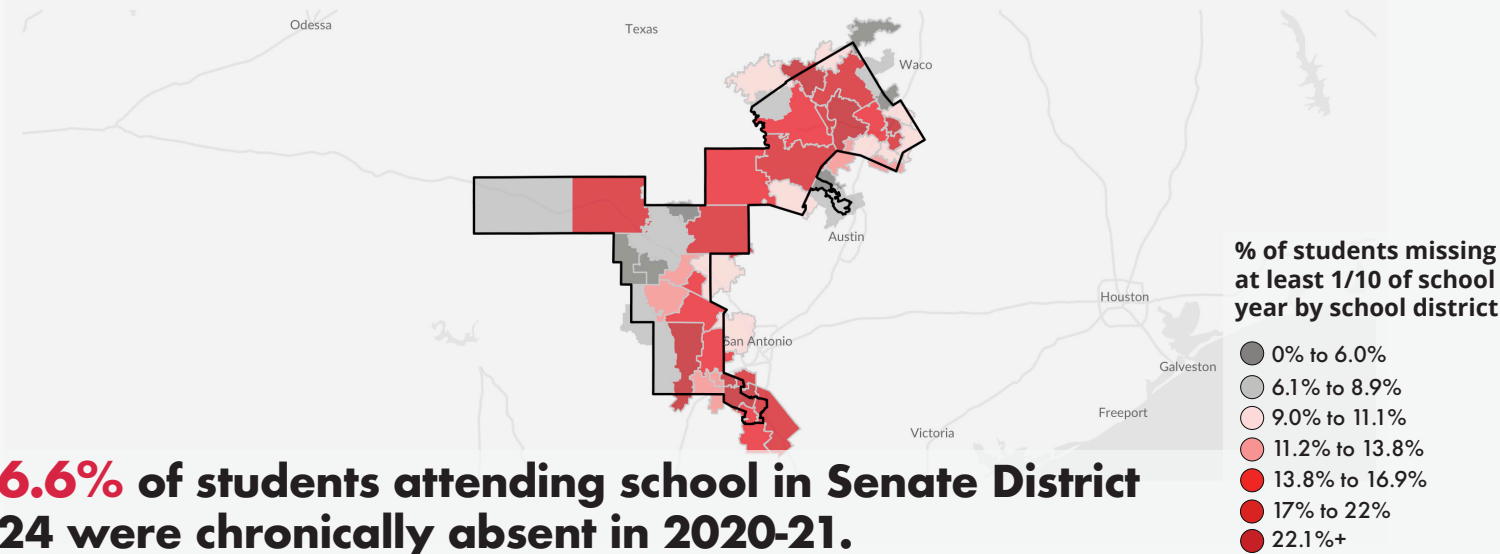 Odessa
Texas
Waco
Austin
Houston
San Antonio
Galveston
Freeport
Victoria
% of students missing
at least 1/10 of school
year by school district
0% to 6.0%
6.1% to 8.9%
9.0% to 11.1%
11.2% to 13.8%
13.8% to 16.9%
17% to 22%
22.1%+
6.6% of students attending school in Senate District
24 were chronically absent in 2020-21.